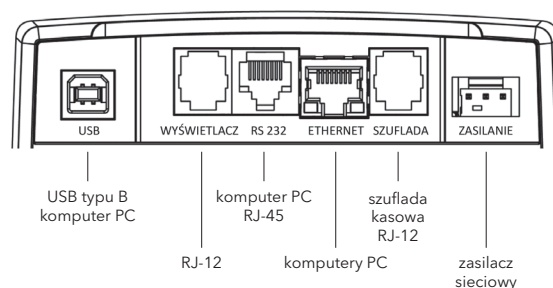 USB
WYŚWIETLACZ
RS 232
ETHERNET
SZUFLADA
ZASILANIE
USB typu B
komputer PC
RJ-12
komputer PC
RJ-45
komputery PC
szuflada
kasowa
RJ-12
zasilacz
sieciowy